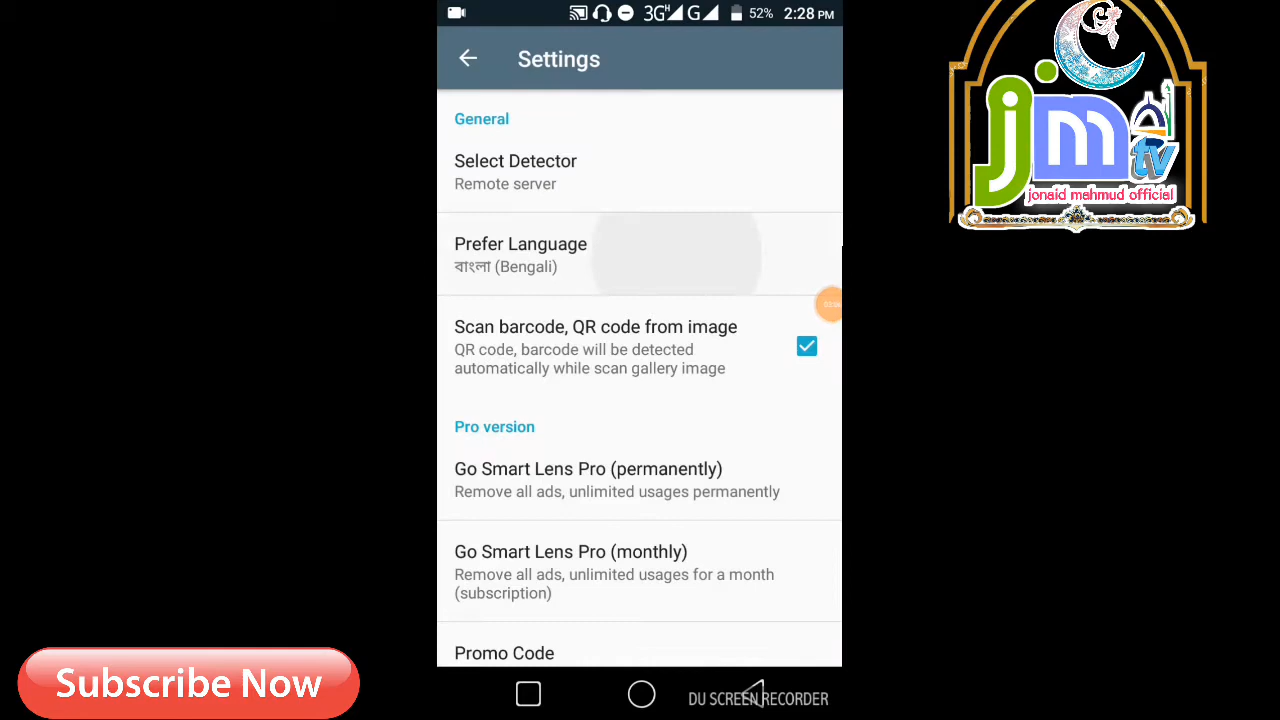 3G H G 52% 2:28 PM
Settings
General
Select Detector
Remote server
Prefer Language
বাংলা (Bengali)
Scan barcode, QR code from image
QR code, barcode will be detected
automatically while scan gallery image
Pro version
Go Smart Lens Pro (permanently)
Remove all ads, unlimited usages permanently
Go Smart Lens Pro (monthly)
Remove all ads, unlimited usages for a month
(subscription)
Promo Code
DU SCREEN RECORDER
jm tv
jonaid mahmud official
Subscribe Now